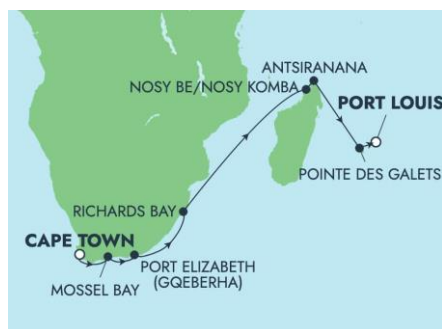 ANTSIRANANA
NOSY BE/NOSY KOMBA
PORT LOUIS
POINTE DES GALETS
RICHARDS BAY
CAPE TOWN
PORT ELIZABETH
(GQEBERHA)
MOSSEL BAY